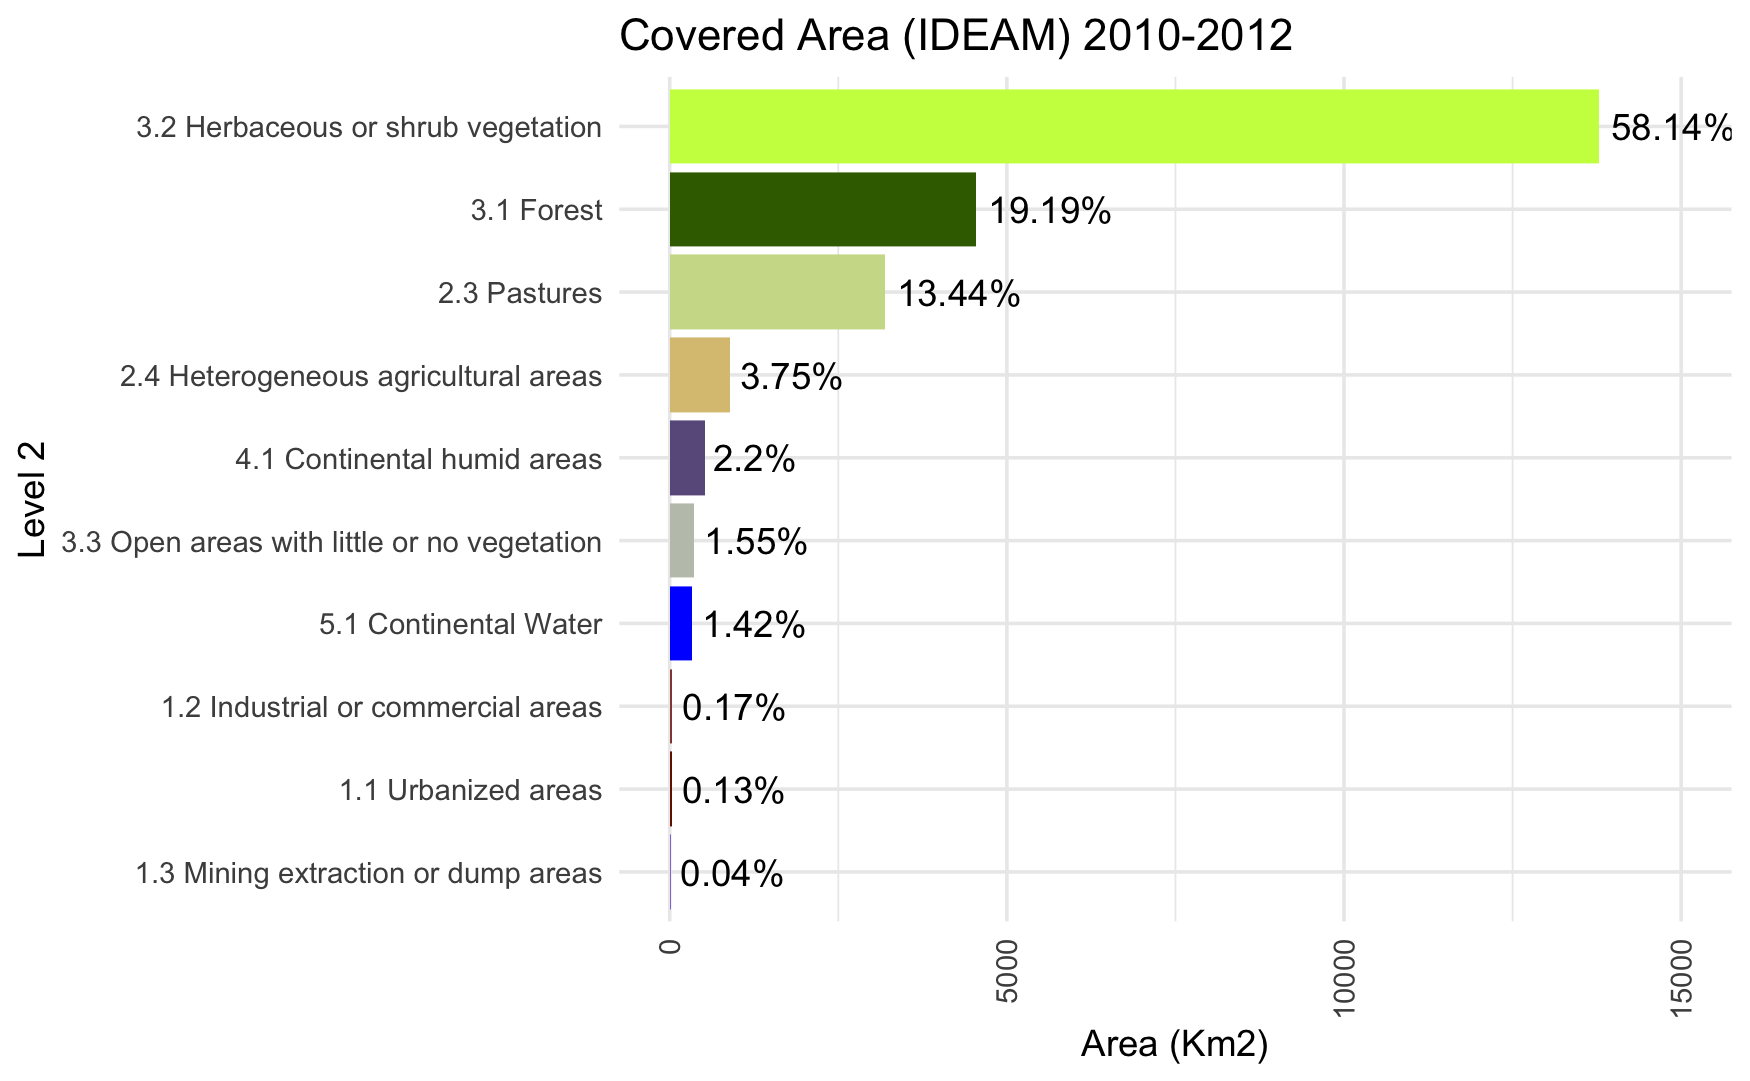 Covered Area (IDEAM) 2010-2012
3.2 Herbaceous or shrub vegetation 58.14%
3.1 Forest 19.19%
2.3 Pastures 13.44%
2.4 Heterogeneous agricultural areas 3.75%
4.1 Continental humid areas 2.2%
Level 2
3.3 Open areas with little or no vegetation 1.55%
5.1 Continental Water 1.42%
1.2 Industrial or commercial areas 0.17%
1.1 Urbanized areas 0.13%
1.3 Mining extraction or dump areas 0.04%
0 5000 10000 15000
Area (Km2)